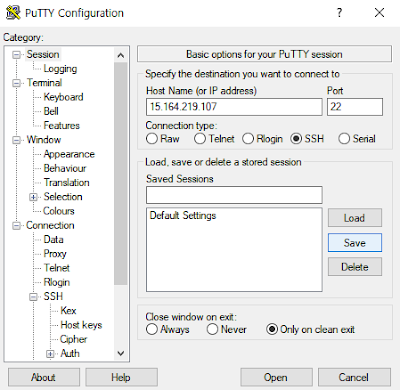 PuTTY Configuration
?
Category:
Session
Logging
Terminal
Keyboard
Bell
Features
Window
Appearance
Behaviour
Translation
Selection
Colours
Connection
Data
Proxy
Telnet
Rlogin
SSH
Kex
Host keys
Cipher
Auth
Basic options for your PuTTY session
Specify the destination you want to connect to
Host Name (or IP address) Port
15.164.219.107 22
Connection type:
Raw Telnet Rlogin SSH Serial
Load, save or delete a stored session
Saved Sessions
Default Settings
Load
Save
Delete
Close window on exit:
Always Never Only on clean exit
About Help Open Cancel